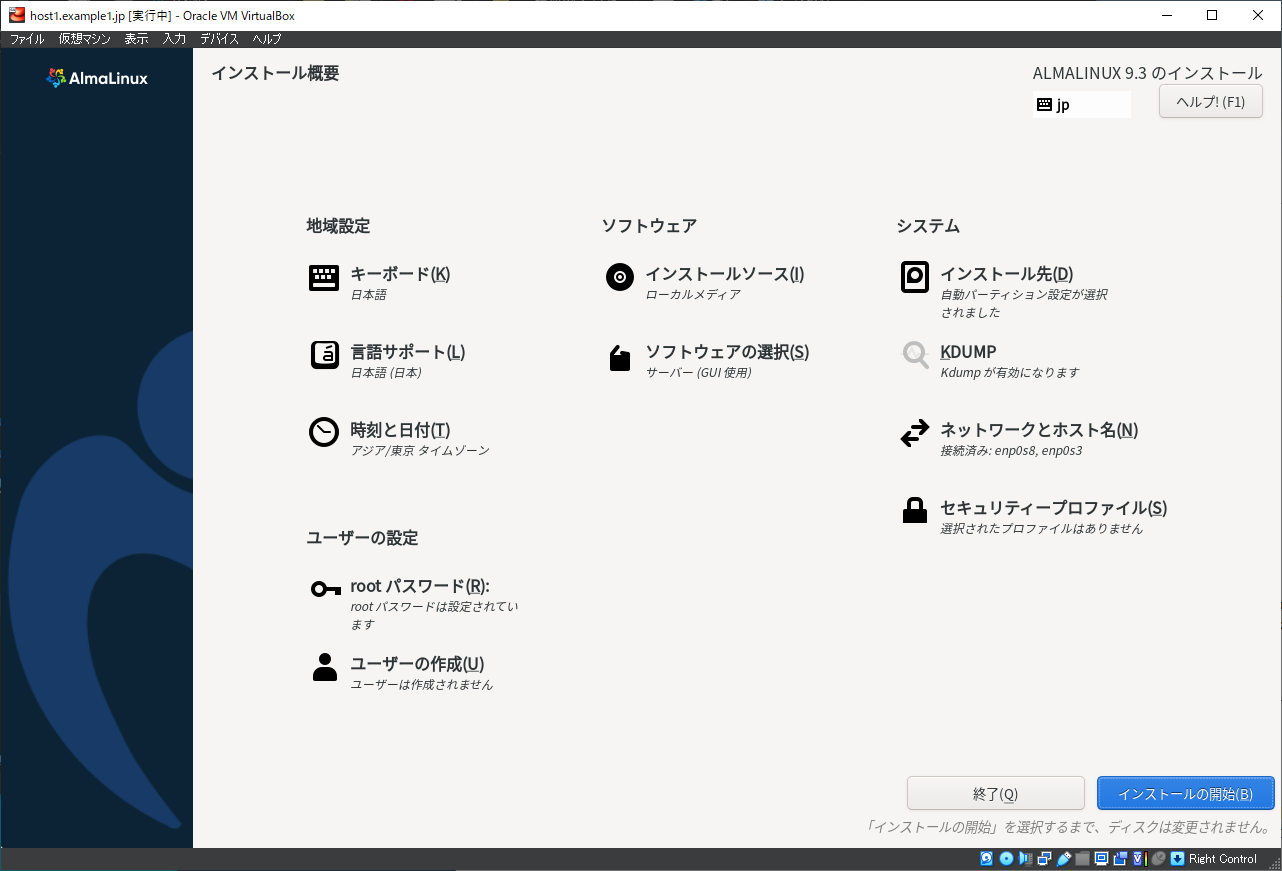 host1.example1.jp [実行中] - Oracle VM VirtualBox
ファイル 仮想マシン 表示 入力 デバイス ヘルプ
AlmaLinux
インストール概要
ALMALINUX 9.3 のインストール
jp
ヘルプ! (F1)
地域設定
キーボード(K)
日本語
言語サポート(L)
日本語 (日本)
時刻と日付(T)
アジア/東京 タイムゾーン
ソフトウェア
インストールソース(I)
ローカルメディア
ソフトウェアの選択(S)
サーバー (GUI 使用)
システム
インストール先(D)
自動パーティション設定が選択
されました
KDUMP
Kdump が有効になります
ネットワークとホスト名(N)
接続済み: enp0s8, enp0s3
セキュリティープロファイル(S)
選択されたプロファイルはありません
ユーザーの設定
root パスワード(R):
root パスワードは設定されてい
ます
ユーザーの作成(U)
ユーザーは作成されません
終了(Q)
インストールの開始(B)
「インストールの開始」を選択するまで、ディスクは変更されません。
Right Control